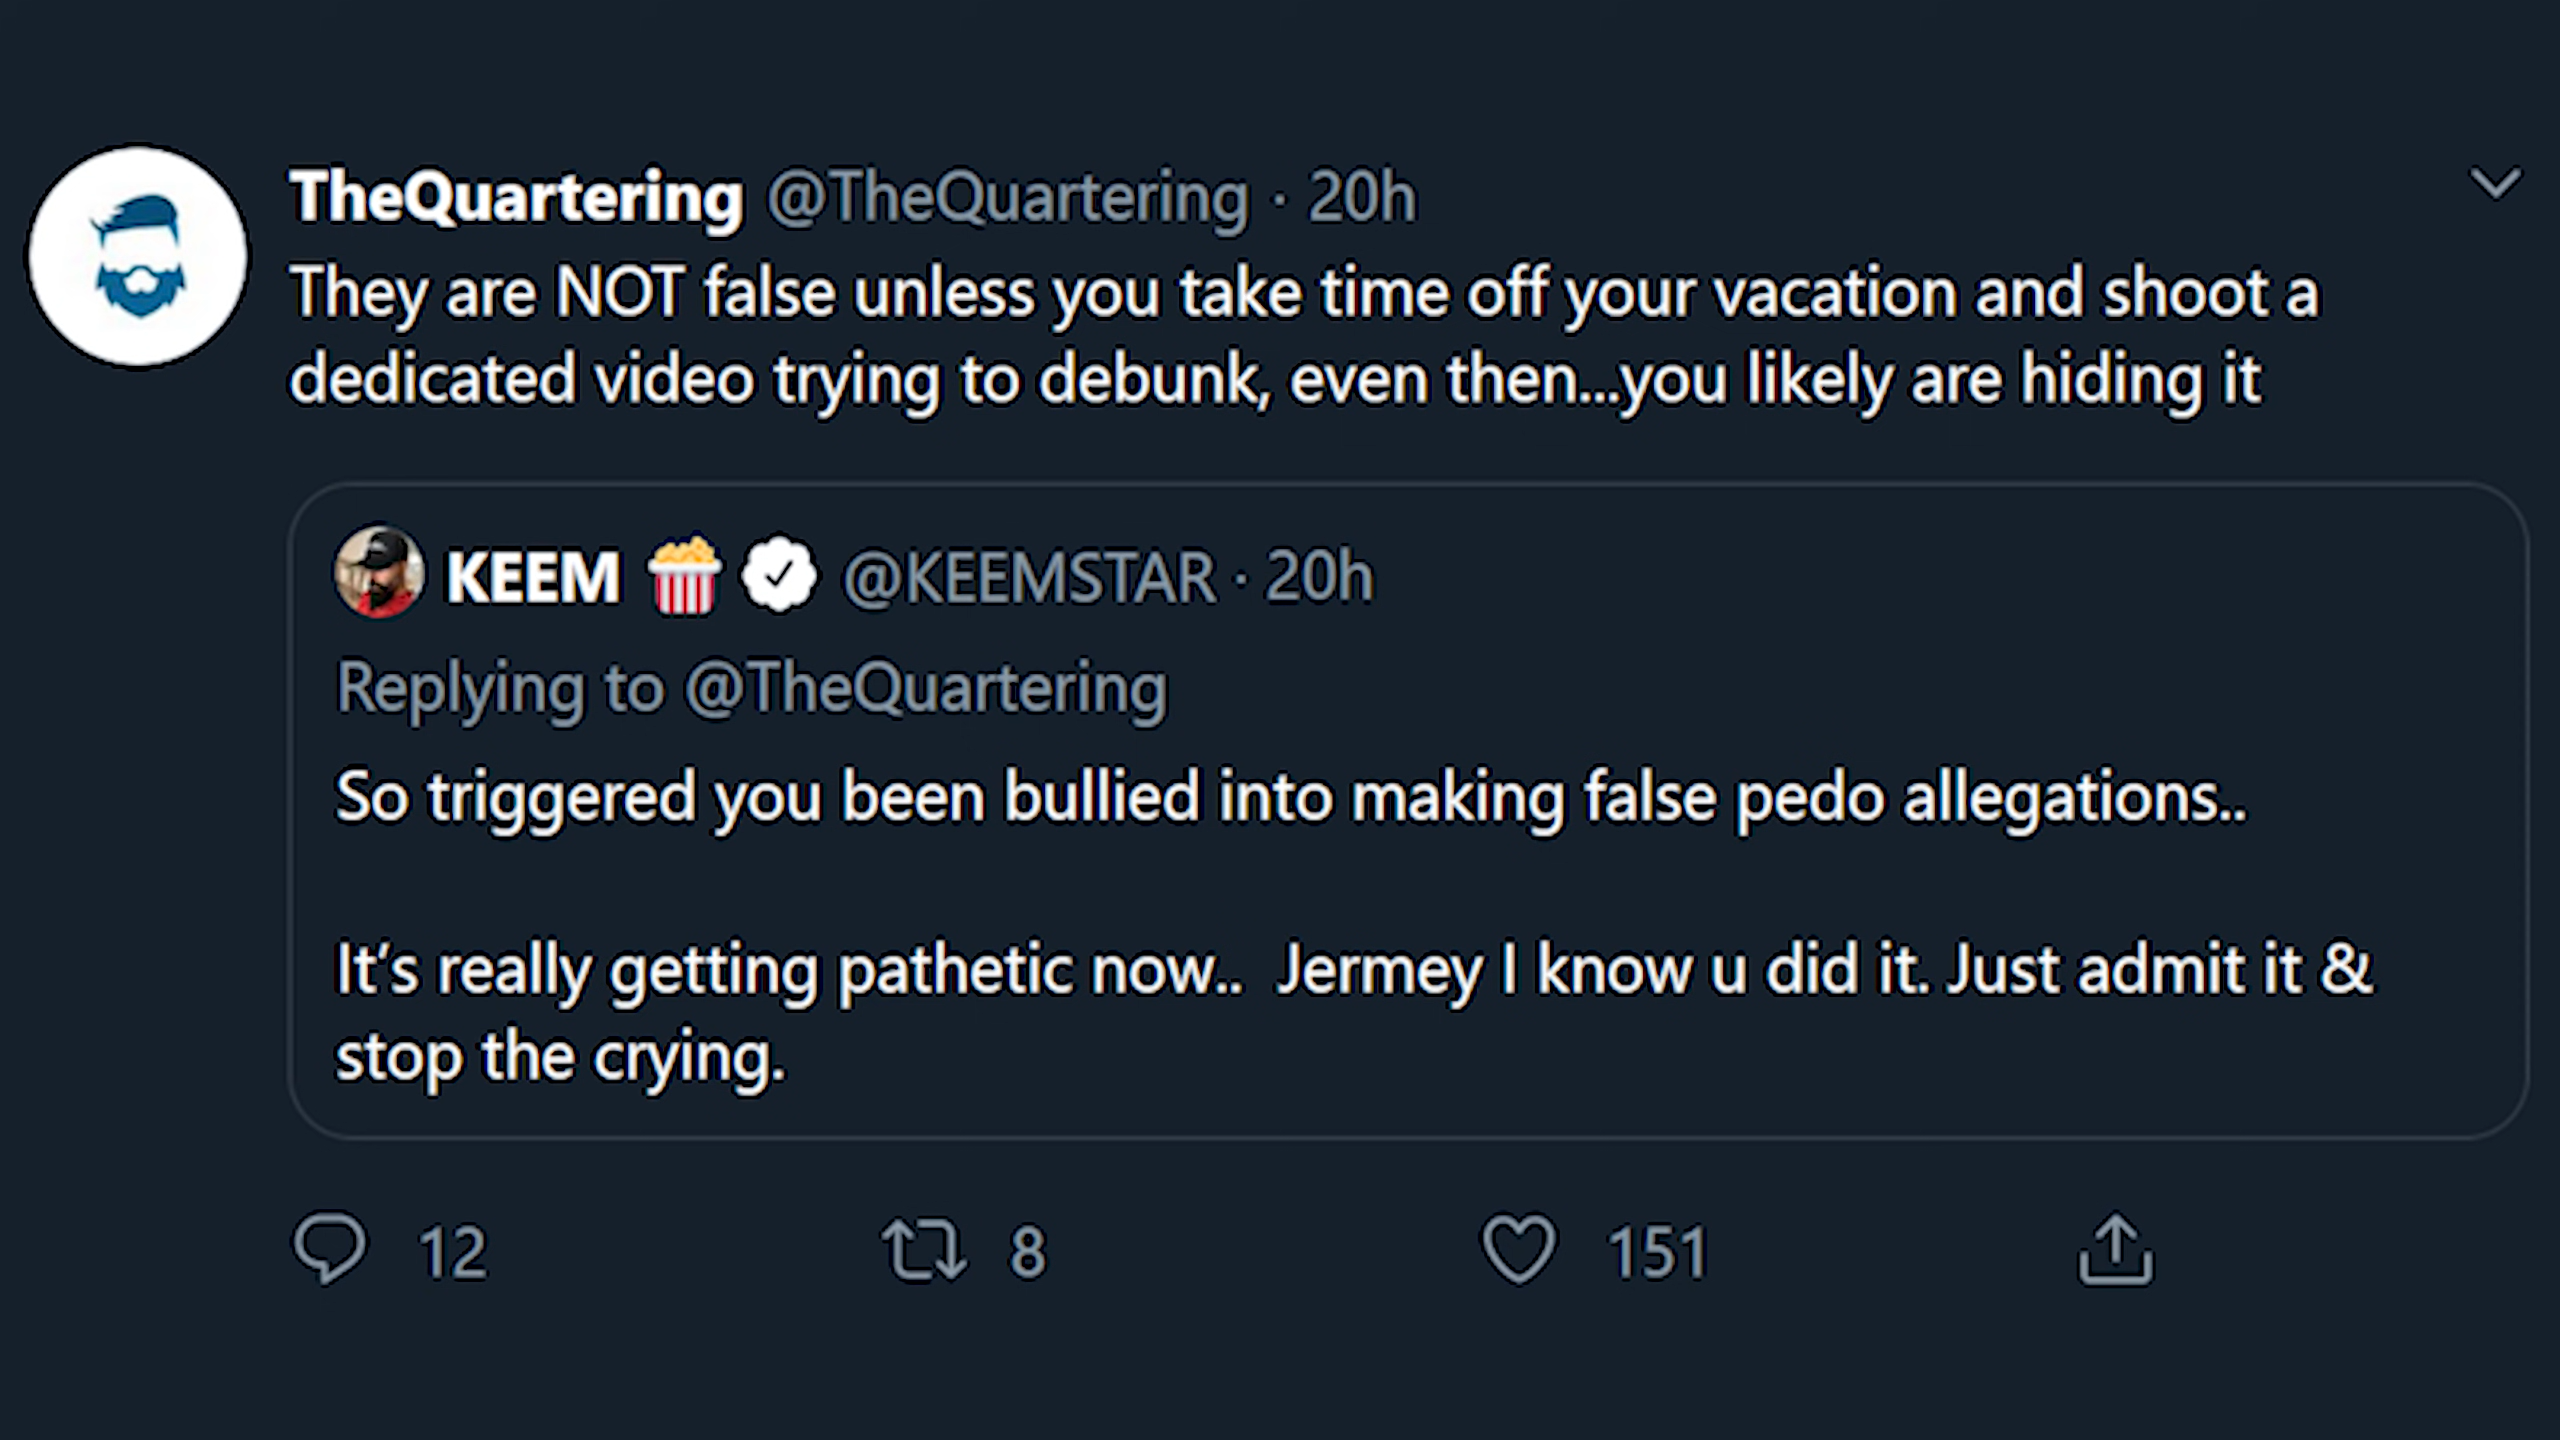 TheQuartering @TheQuartering · 20h
They are NOT false unless you take time off your vacation and shoot a
dedicated video trying to debunk, even then...you likely are hiding it
KEEM 🍿 @KEEMSTAR · 20h
Replying to @TheQuartering
So triggered you been bullied into making false pedo allegations..
It's really getting pathetic now..  Jermey I know u did it. Just admit it &
stop the crying.
12 8 151